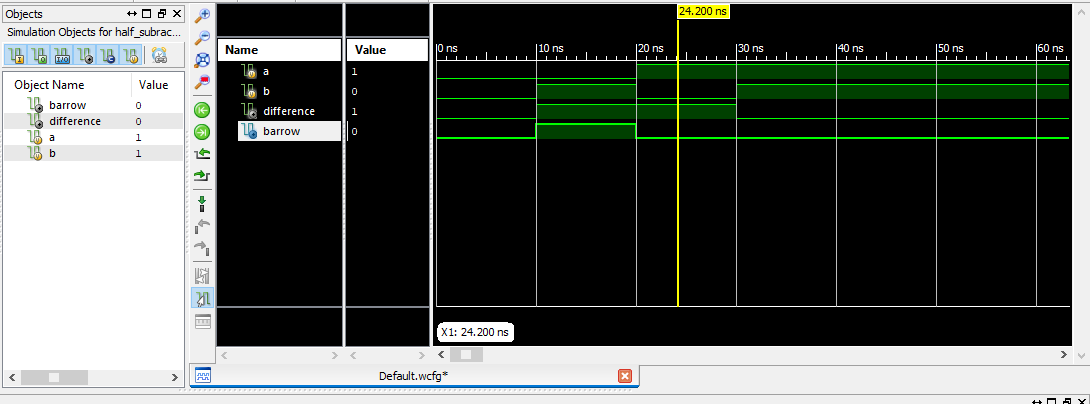 Objects
Simulation Objects for half_subrac...
Object Name Value
barrow 0
difference 0
a 1
b 1
24.200 ns
Name Value
0 ns 10 ns 20 ns 30 ns 40 ns 50 ns 60 ns
a 1
b 0
difference 1
barrow 0
X1: 24.200 ns
Default.wcfg*